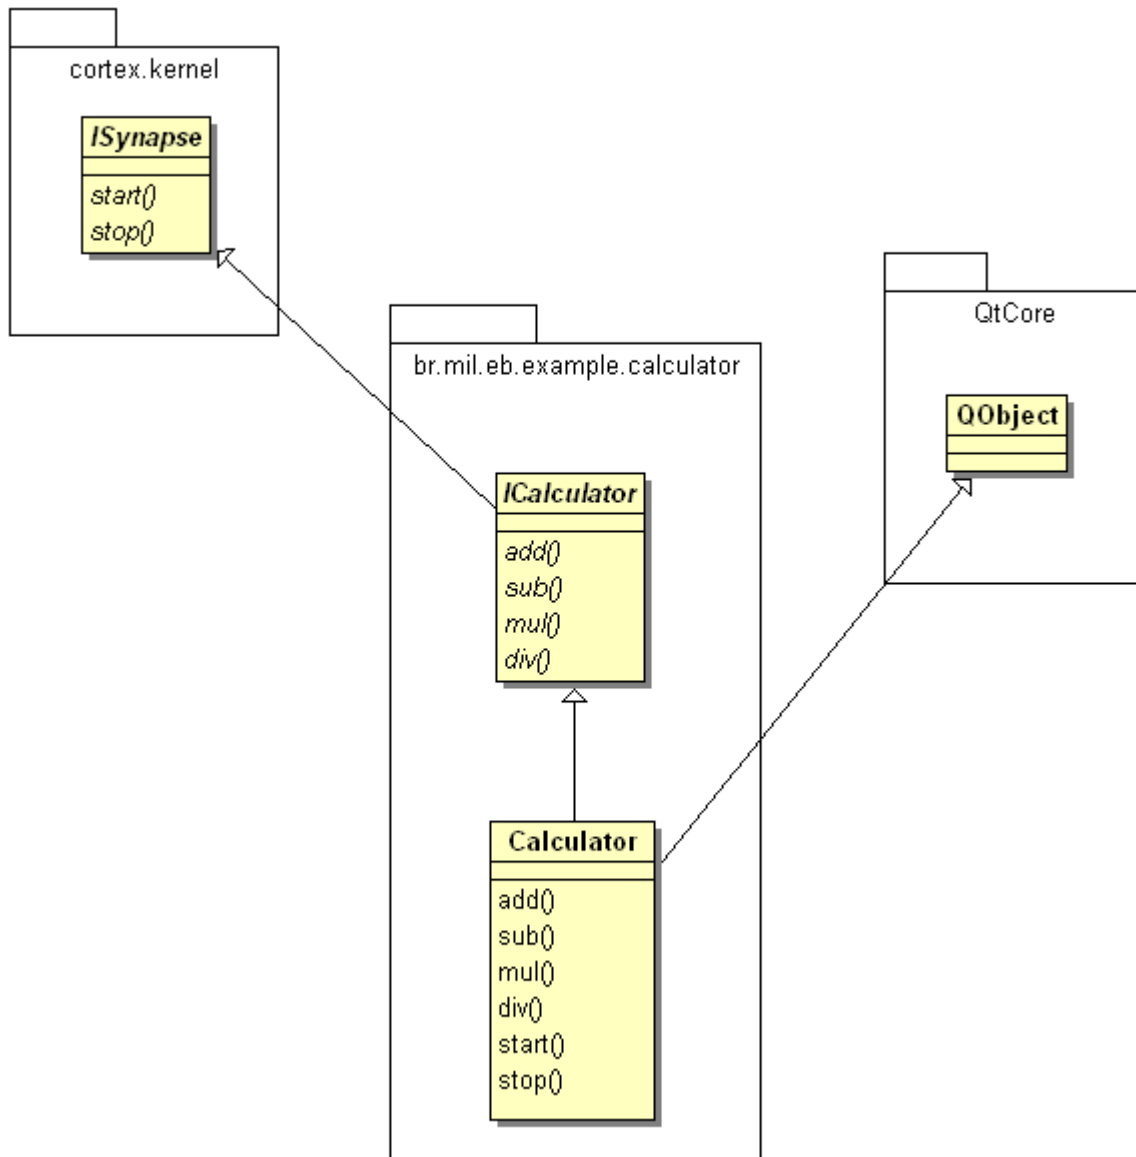 cortex.kernel
ISynapse
start()
stop()
br.mil.eb.example.calculator
ICalculator
add()
sub()
mul()
div()
Calculator
add()
sub()
mul()
div()
start()
stop()
QtCore
QObject